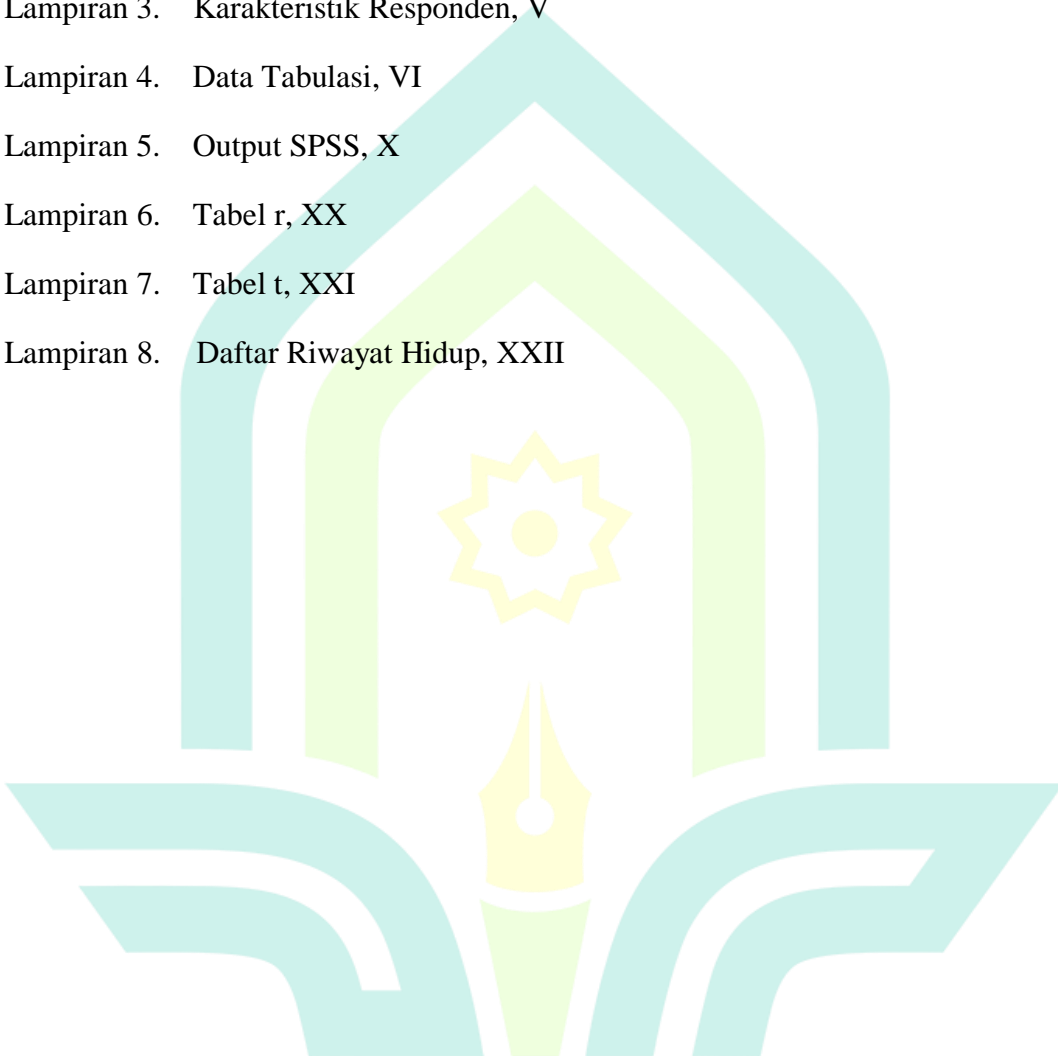 Lampiran 3. Karakteristik Responden, V
Lampiran 4. Data Tabulasi, VI
Lampiran 5. Output SPSS, X
Lampiran 6. Tabel r, XX
Lampiran 7. Tabel t, XXI
Lampiran 8. Daftar Riwayat Hidup, XXII